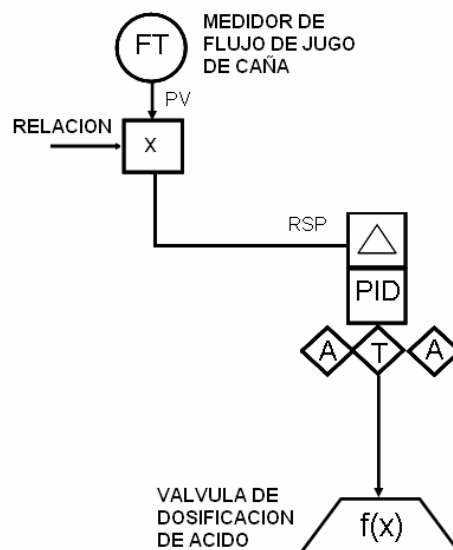 FT
MEDIDOR DE
FLUJO DE JUGO
DE CAÑA
PV
RELACION
X
RSP
PID
A
T
A
VALVULA DE
DOSIFICACION
DE ACIDO
f(x)